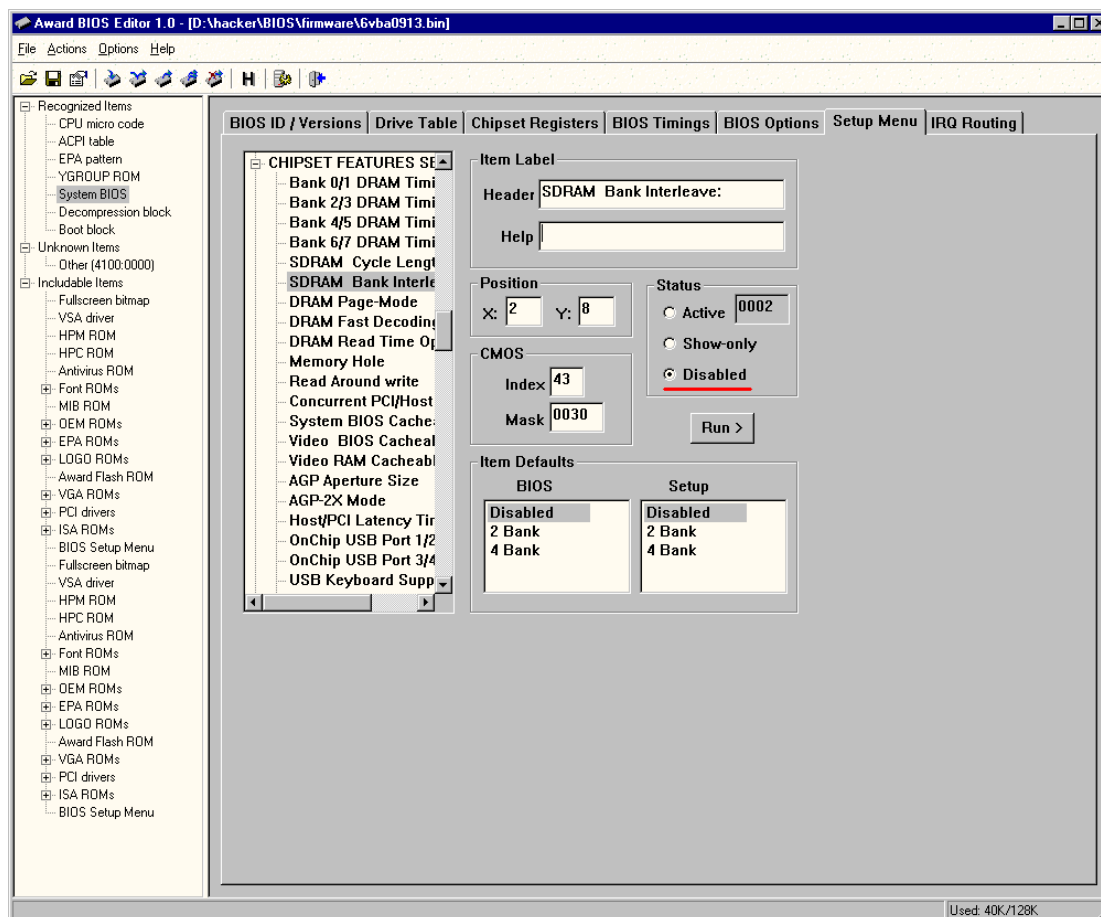 Award BIOS Editor 1.0 - [D:\hacker\BIOS\firmware\6vba0913.bin]
File Actions Options Help
H
Recognized Items
CPU micro code
ACPI table
EPA pattern
YGROUP ROM
System BIOS
Decompression block
Boot block
Unknown Items
Other (4100:0000)
Includable Items
Fullscreen bitmap
VSA driver
HPM ROM
HPC ROM
Antivirus ROM
Font ROMs
MIB ROM
OEM ROMs
EPA ROMs
LOGO ROMs
Award Flash ROM
VGA ROMs
PCI drivers
ISA ROMs
BIOS Setup Menu
Fullscreen bitmap
VSA driver
HPM ROM
HPC ROM
Antivirus ROM
Font ROMs
MIB ROM
OEM ROMs
EPA ROMs
LOGO ROMs
Award Flash ROM
VGA ROMs
PCI drivers
ISA ROMs
BIOS Setup Menu
BIOS ID / Versions Drive Table Chipset Registers BIOS Timings BIOS Options Setup Menu IRQ Routing
CHIPSET FEATURES SE
Bank 0/1 DRAM Timi
Bank 2/3 DRAM Timi
Bank 4/5 DRAM Timi
Bank 6/7 DRAM Timi
SDRAM Cycle Lengt
SDRAM Bank Interle
DRAM Page-Mode
DRAM Fast Decoding
DRAM Read Time Op
Memory Hole
Read Around write
Concurrent PCI/Host
System BIOS Cache
Video BIOS Cacheal
Video RAM Cacheabl
AGP Aperture Size
AGP-2X Mode
Host/PCI Latency Tir
OnChip USB Port 1/2
OnChip USB Port 3/4
USB Keyboard Supp
Item Label
Header SDRAM Bank Interleave:
Help
Position
X: 2 Y: 8
Status
Active 0002
Show-only
Disabled
CMOS
Index 43
Mask 0030
Run >
Item Defaults
BIOS Setup
Disabled Disabled
2 Bank 2 Bank
4 Bank 4 Bank
Used: 40K/128K